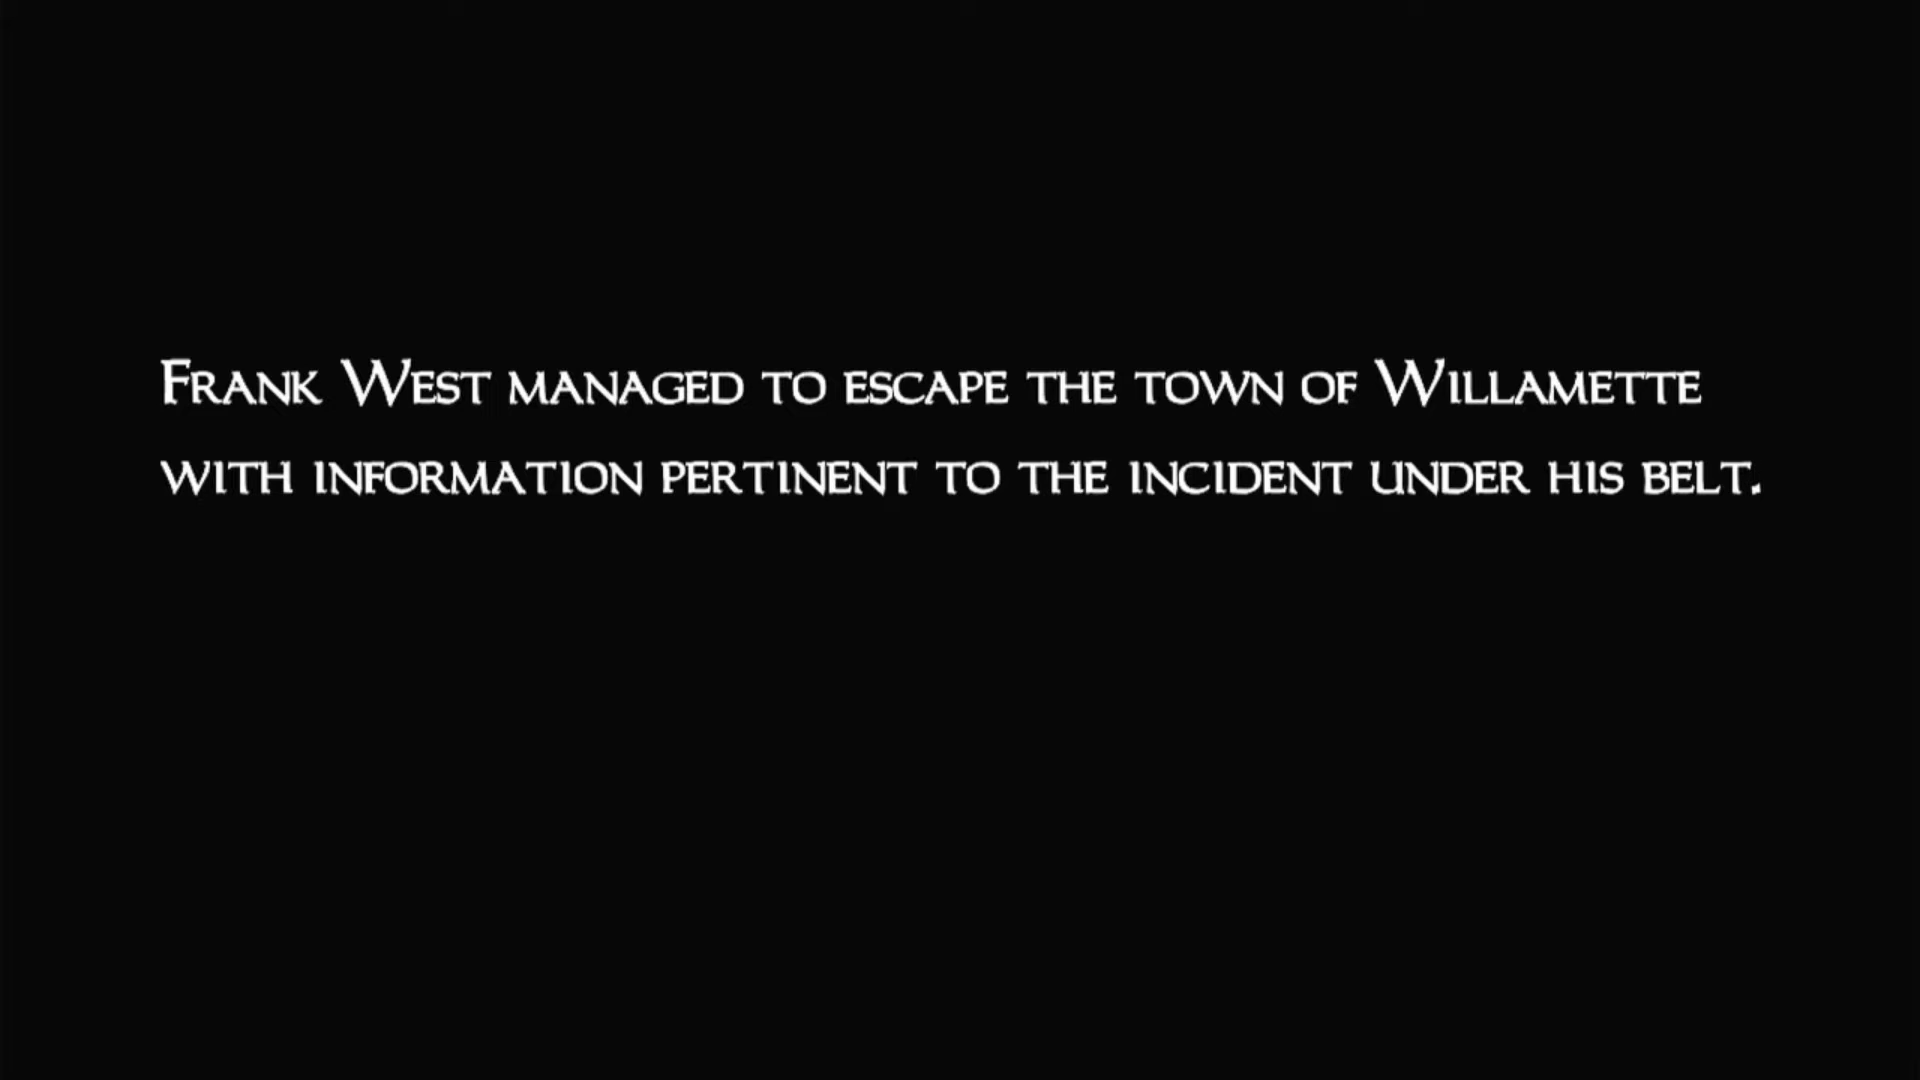 Frank West managed to escape the town of Willamette
with information pertinent to the incident under his belt.